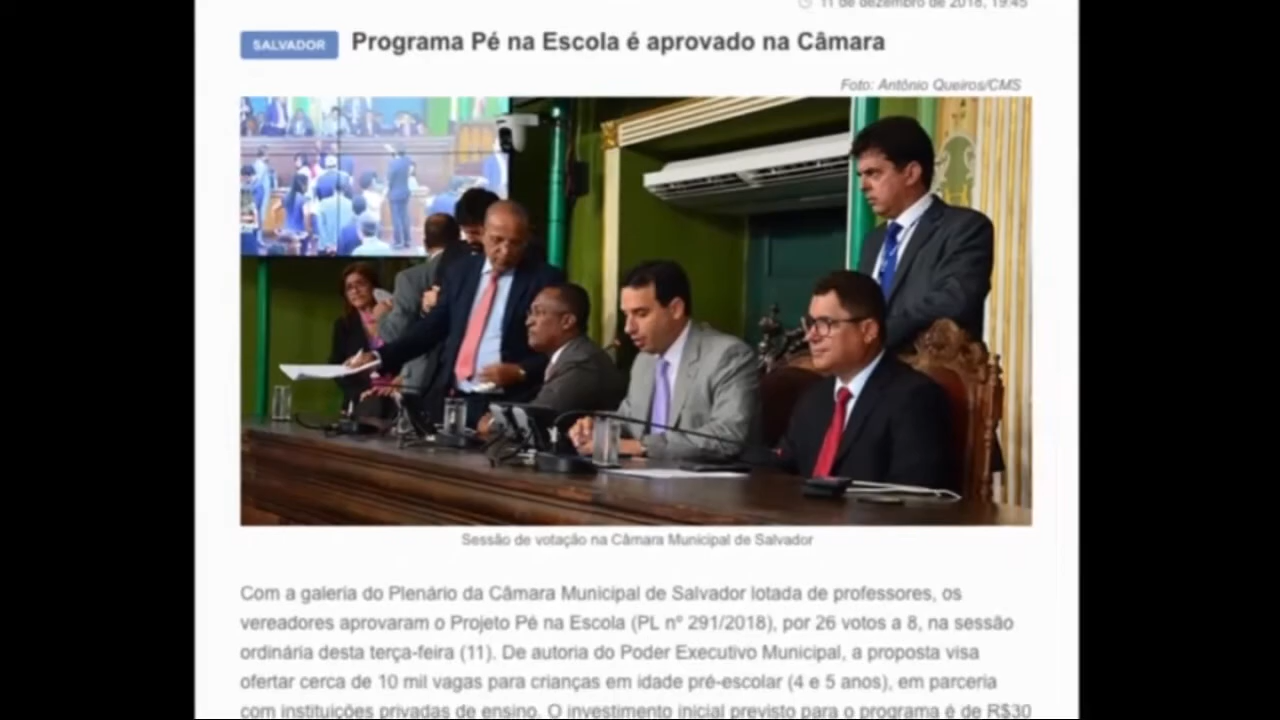 11 de dezembro de 2018, 19:45
SALVADOR Programa Pé na Escola é aprovado na Câmara
Foto: Antônio Queiros/CMS
Sessão de votação na Câmara Municipal de Salvador
Com a galeria do Plenário da Câmara Municipal de Salvador lotada de professores, os
vereadores aprovaram o Projeto Pé na Escola (PL nº 291/2018), por 26 votos a 8, na sessão
ordinária desta terça-feira (11). De autoria do Poder Executivo Municipal, a proposta visa
ofertar cerca de 10 mil vagas para crianças em idade pré-escolar (4 e 5 anos), em parceria
com instituições privadas de ensino. O investimento inicial previsto para o programa é de R$30